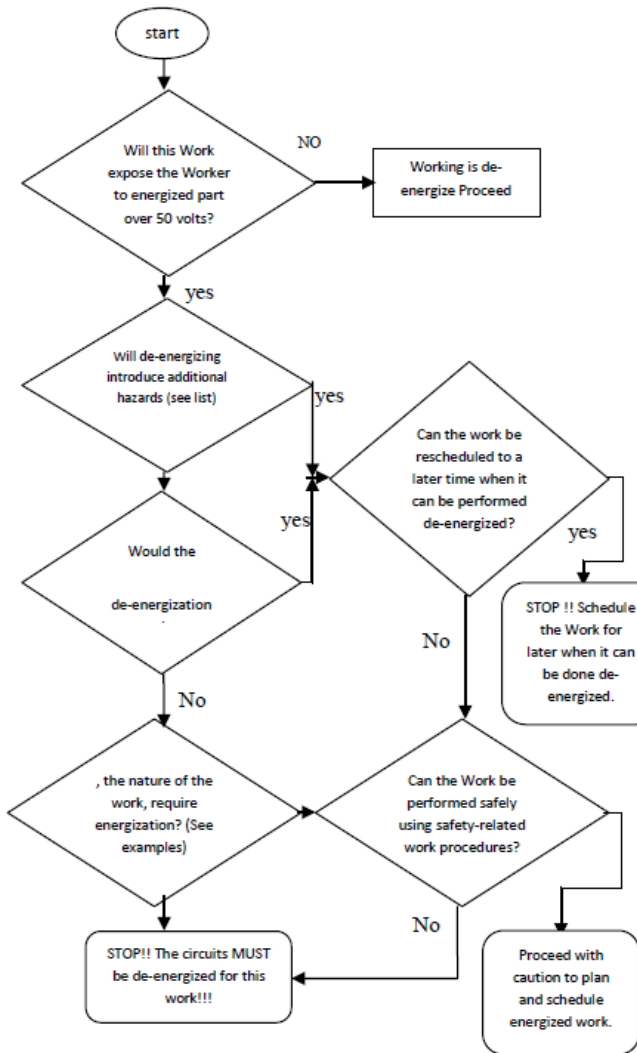 start
Will this Work
expose the Worker
to energized part
over 50 volts?
NO
Working is de-
energize Proceed
yes
Will de-energizing
introduce additional
hazards (see list)
yes
Can the work be
rescheduled to a
later time when it
can be performed
de-energized?
yes
STOP !! Schedule
the Work for
later when it can
be done de-
energized.
Would the
de-energization
yes
No
No
, the nature of the
work, require
energization? (See
examples)
Can the Work be
performed safely
using safety-related
work procedures?
No
STOP!! The circuits MUST
be de-energized for this
work!!!
Proceed with
caution to plan
and schedule
energized work.